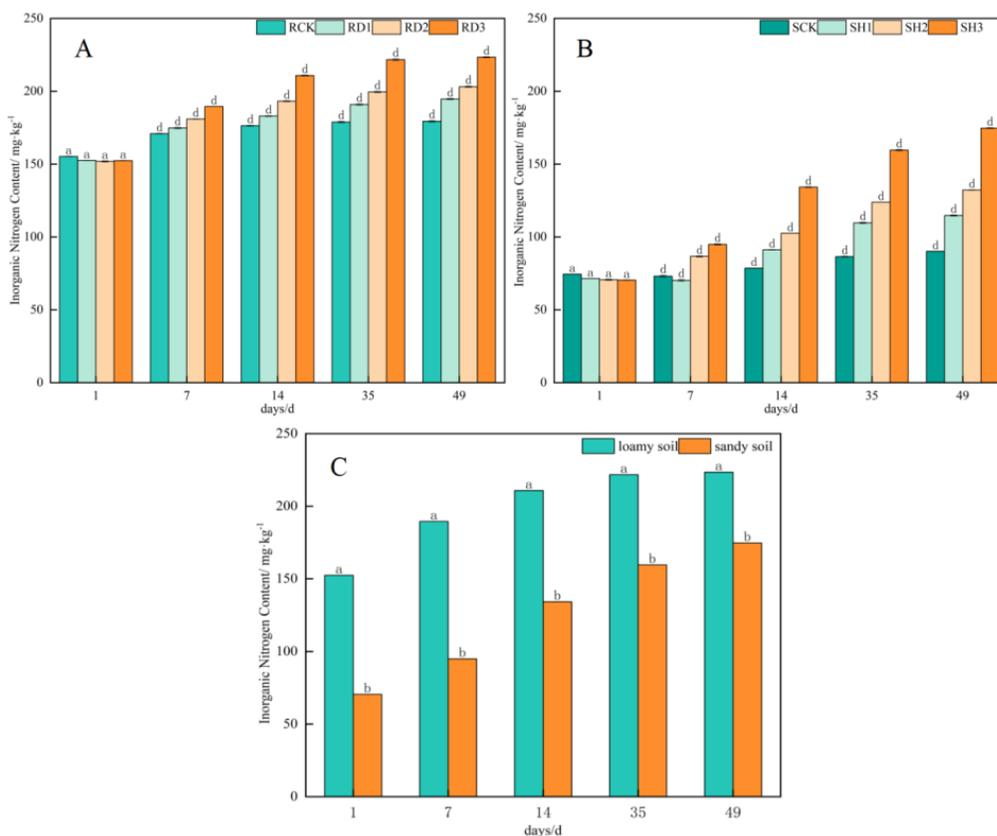 A
RCK RD1 RD2 RD3
Inorganic Nitrogen Content/ mg·kg⁻¹
250
200
150
100
50
0
a a a a
d d d d
d d d d
d d d d
d d d d
1 7 14 35 49
days/d
B
SCK SH1 SH2 SH3
Inorganic Nitrogen Content/ mg·kg⁻¹
250
200
150
100
50
0
a a a a
d d d d
d d d d
d d d d
d d d d
1 7 14 35 49
days/d
C
loamy soil sandy soil
Inorganic Nitrogen Content/ mg·kg⁻¹
250
200
150
100
50
0
a b
a b
a b
a b
a b
1 7 14 35 49
days/d